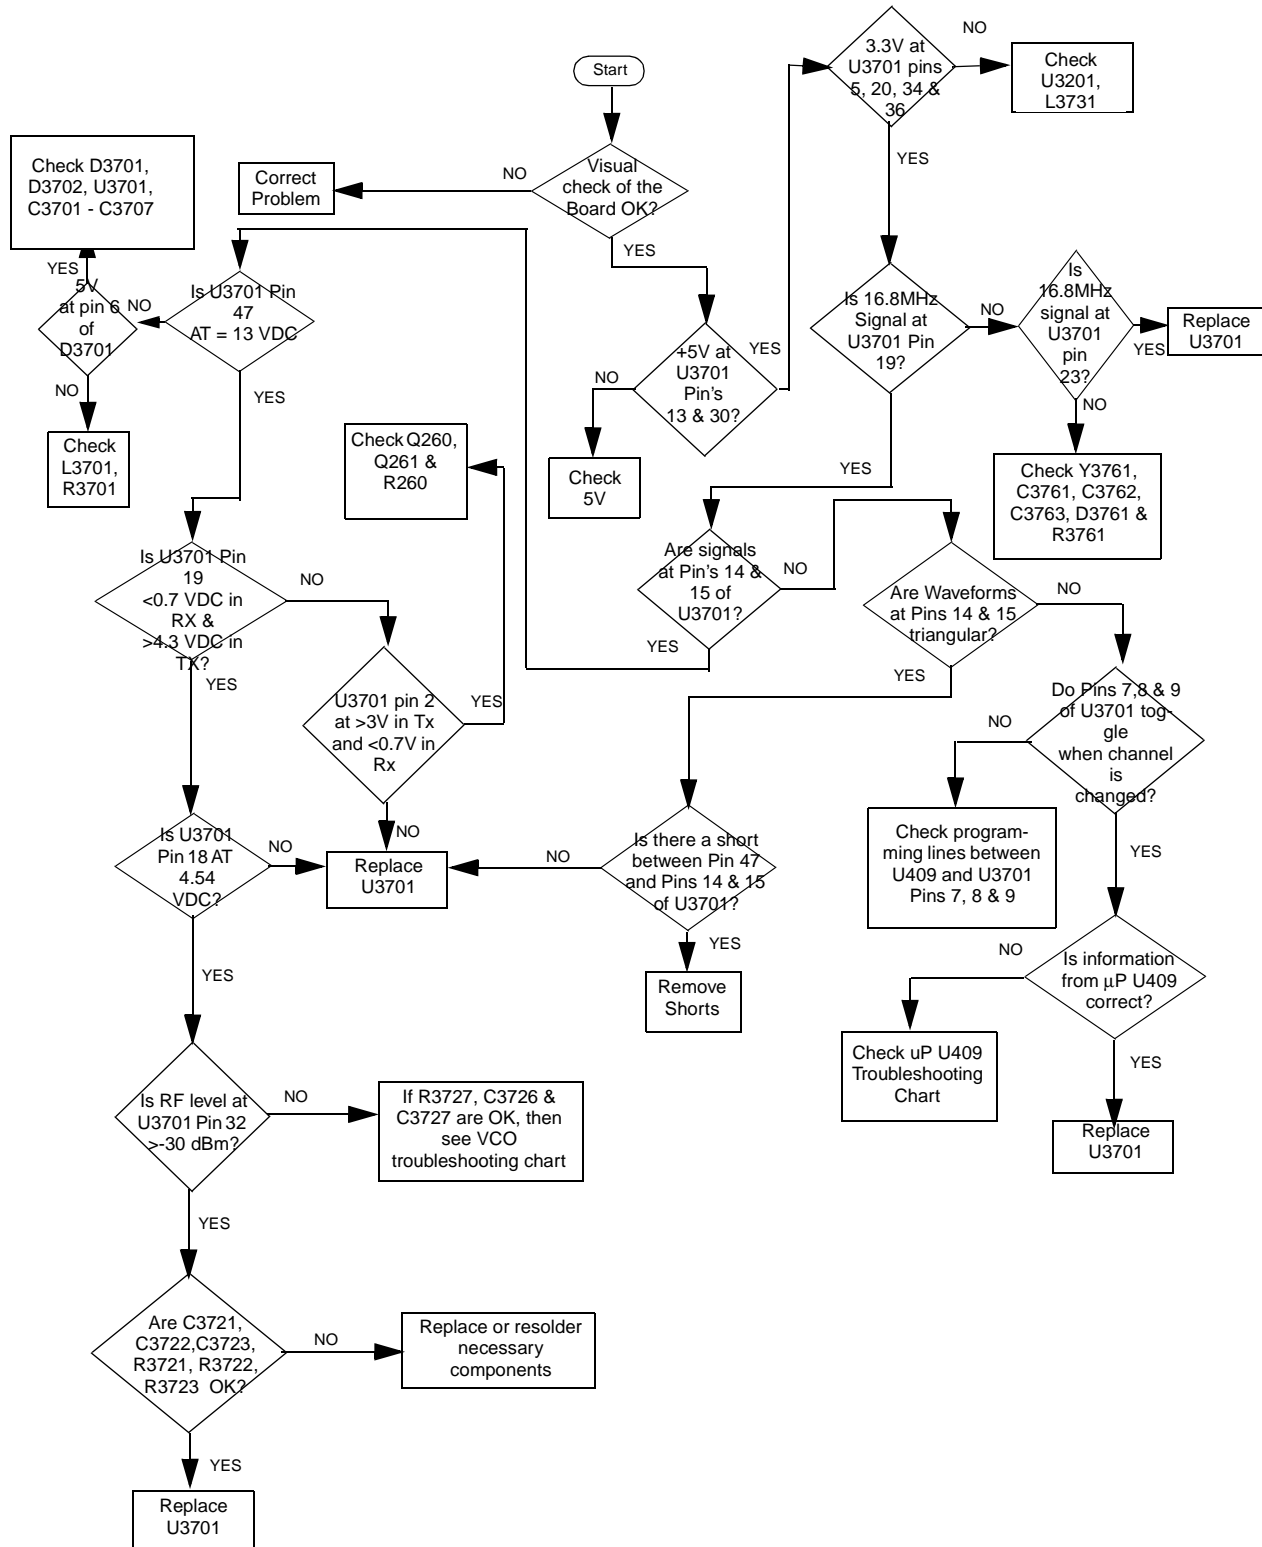 Start
Visual
check of the
Board OK?
NO
Correct
Problem
YES
+5V at
U3701
Pin's
13 & 30?
NO
Check
5V
YES
3.3V at
U3701 pins
5, 20, 34 &
36
NO
Check
U3201,
L3731
YES
Is 16.8MHz
Signal at
U3701 Pin
19?
NO
Is
16.8MHz
signal at
U3701
pin
23?
YES
Replace
U3701
NO
Check Y3761,
C3761, C3762,
C3763, D3761 &
R3761
YES
Are signals
at Pin's 14 &
15 of
U3701?
NO
Are Waveforms
at Pins 14 & 15
triangular?
NO
Do Pins 7,8 & 9
of U3701 tog-
gle
when channel
is
changed?
NO
Check program-
ming lines between
U409 and U3701
Pins 7, 8 & 9
YES
Is information
from µP U409
correct?
NO
Check uP U409
Troubleshooting
Chart
YES
Replace
U3701
YES
Is there a short
between Pin 47
and Pins 14 & 15
of U3701?
NO
YES
Remove
Shorts
YES
Is U3701 Pin
47
AT = 13 VDC
NO
5V
at pin 6
of
D3701
YES
Check D3701,
D3702, U3701,
C3701 - C3707
NO
Check
L3701,
R3701
YES
Is U3701 Pin
19
<0.7 VDC in
RX &
>4.3 VDC in
TX?
NO
U3701 pin 2
at >3V in Tx
and <0.7V in
Rx
YES
Check Q260,
Q261 &
R260
NO
Replace
U3701
YES
Is U3701
Pin 18 AT
4.54
VDC?
NO
YES
Is RF level at
U3701 Pin 32
>-30 dBm?
NO
If R3727, C3726 &
C3727 are OK, then
see VCO
troubleshooting chart
YES
Are C3721,
C3722,C3723,
R3721, R3722,
R3723 OK?
NO
Replace or resolder
necessary
components
YES
Replace
U3701